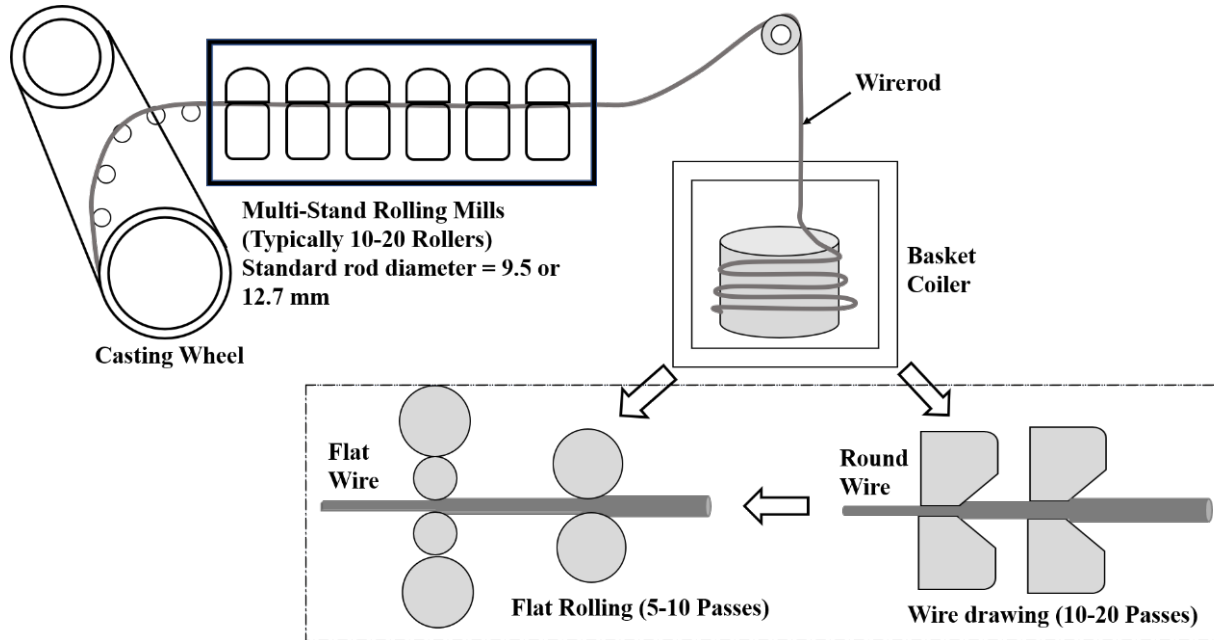 Wirerod
Multi-Stand Rolling Mills
(Typically 10-20 Rollers)
Standard rod diameter = 9.5 or
12.7 mm
Basket
Coiler
Casting Wheel
Flat
Wire
Round
Wire
Flat Rolling (5-10 Passes)
Wire drawing (10-20 Passes)